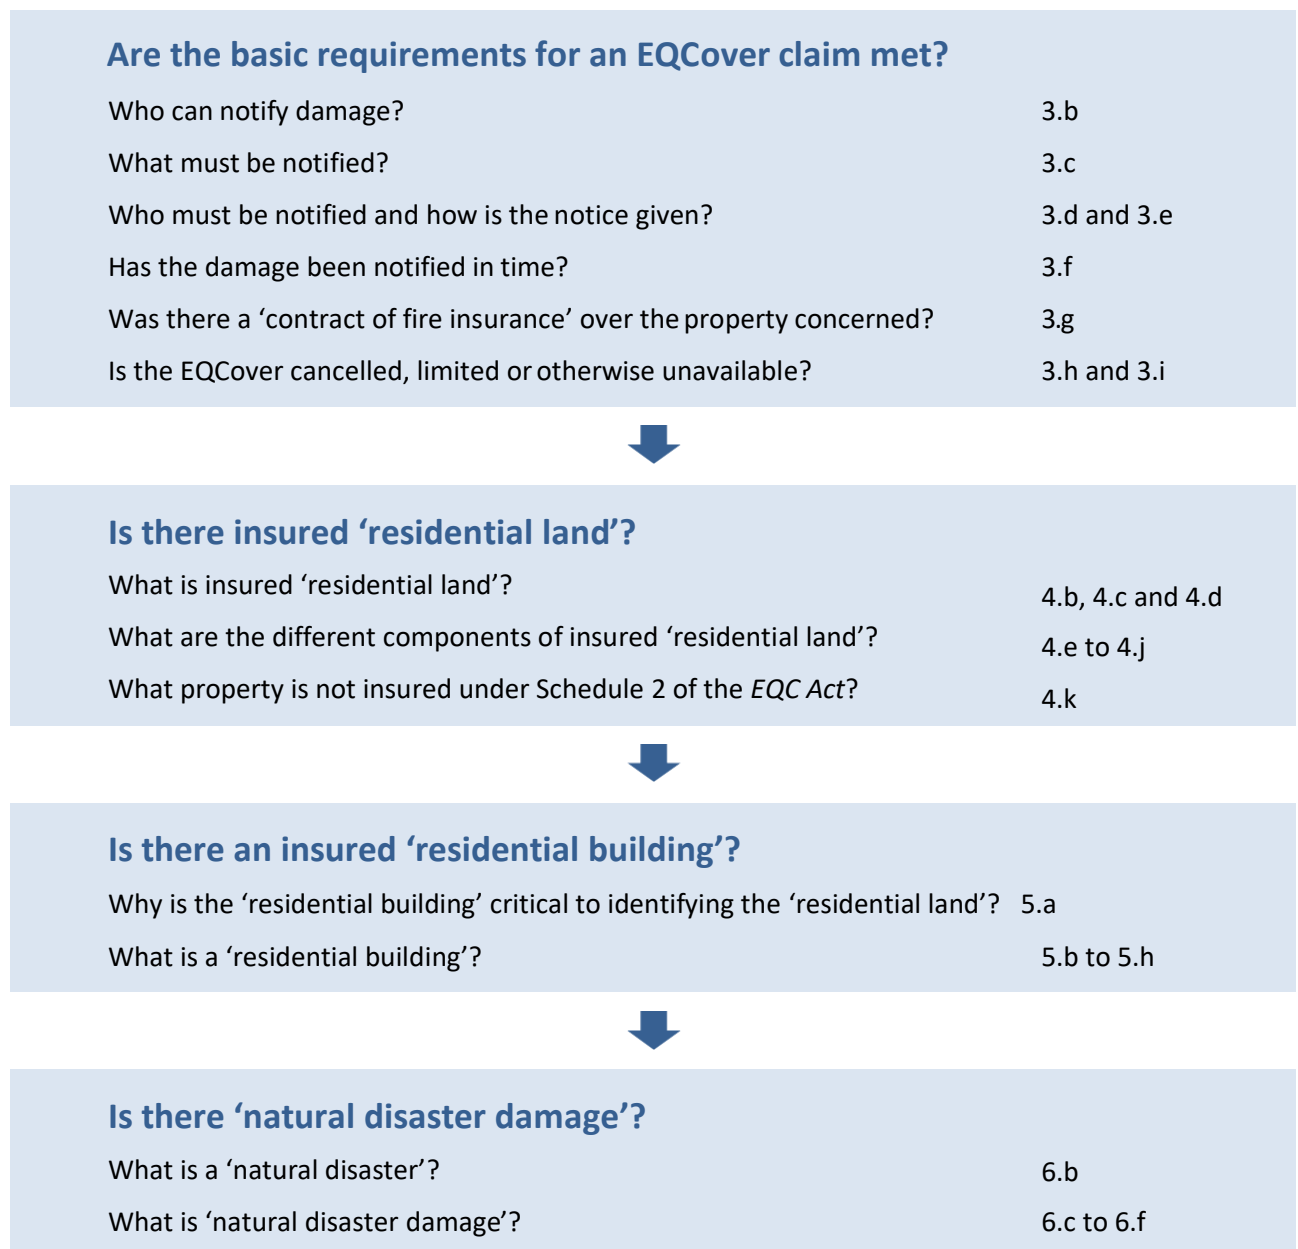 Are the basic requirements for an EQCover claim met?
Who can notify damage? 3.b
What must be notified? 3.c
Who must be notified and how is the notice given? 3.d and 3.e
Has the damage been notified in time? 3.f
Was there a ‘contract of fire insurance’ over the property concerned? 3.g
Is the EQCover cancelled, limited or otherwise unavailable? 3.h and 3.i
Is there insured ‘residential land’?
What is insured ‘residential land’? 4.b, 4.c and 4.d
What are the different components of insured ‘residential land’? 4.e to 4.j
What property is not insured under Schedule 2 of the EQC Act? 4.k
Is there an insured ‘residential building’?
Why is the ‘residential building’ critical to identifying the ‘residential land’? 5.a
What is a ‘residential building’? 5.b to 5.h
Is there ‘natural disaster damage’?
What is a ‘natural disaster’? 6.b
What is ‘natural disaster damage’? 6.c to 6.f